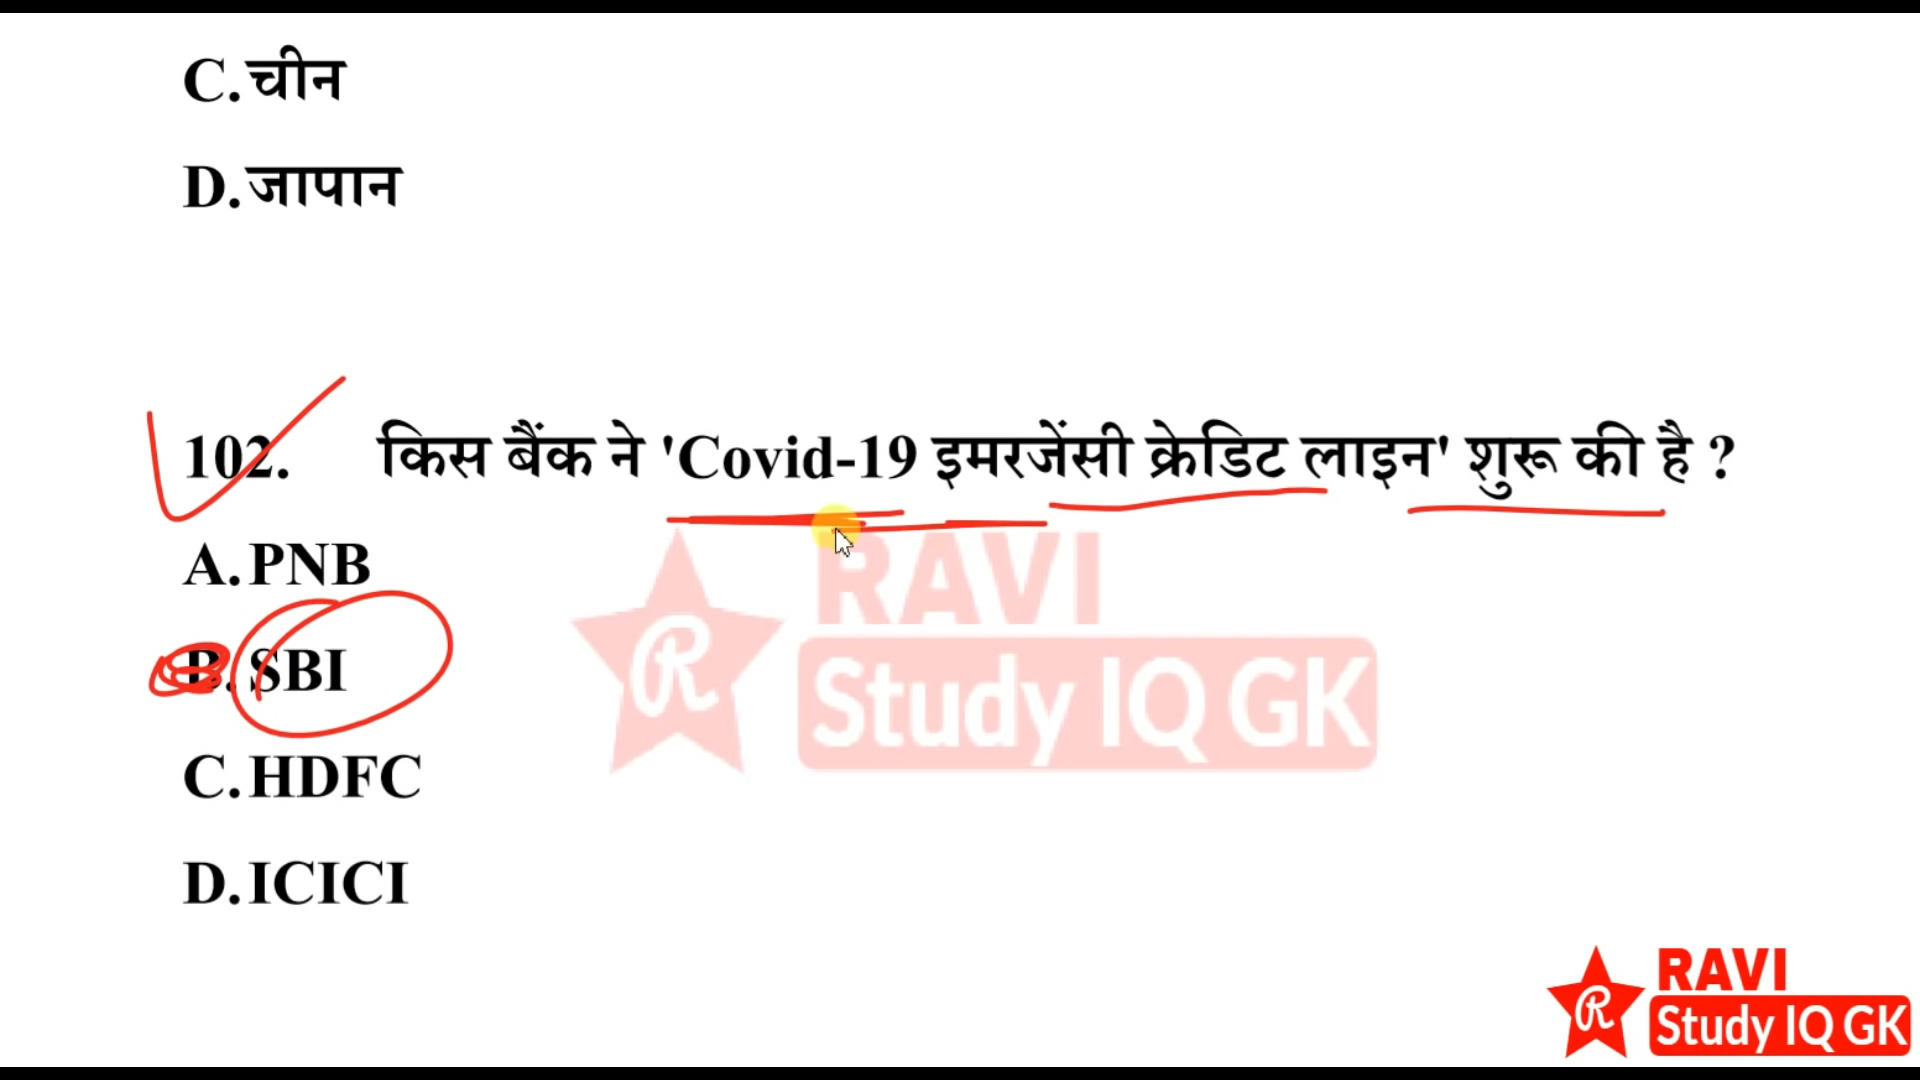 C. चीन
D. जापान
102. किस बैंक ने 'Covid-19 इमरजेंसी क्रेडिट लाइन' शुरू की है ?
A. PNB
B. SBI
C. HDFC
D. ICICI
R RAVI
Study IQ GK
R RAVI
Study IQ GK